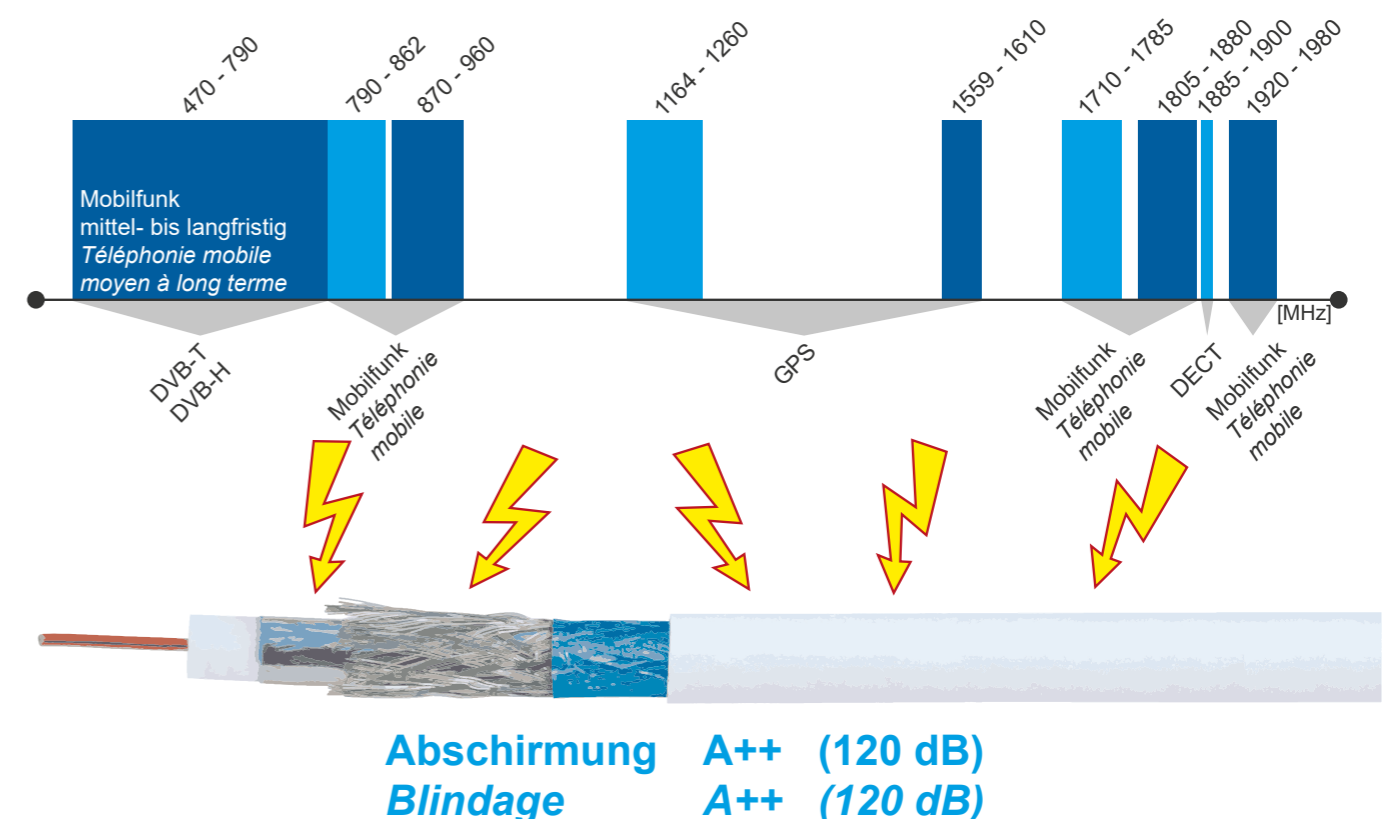 470 - 790
790 - 862
870 - 960
1164 - 1260
1559 - 1610
1710 - 1785
1805 - 1880
1885 - 1900
1920 - 1980
Mobilfunk
mittel- bis langfristig
Téléphonie mobile
moyen à long terme
[MHz]
DVB-T
DVB-H
Mobilfunk
Téléphonie
mobile
GPS
Mobilfunk
Téléphonie
mobile
DECT
Mobilfunk
Téléphonie
mobile
Abschirmung A++ (120 dB)
Blindage A++ (120 dB)